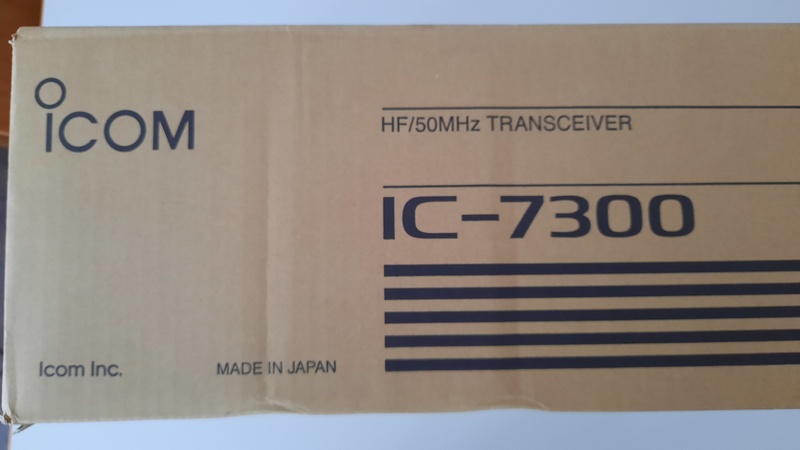 ICOM
HF/50MHz TRANSCEIVER
IC-7300
Icom Inc.
MADE IN JAPAN